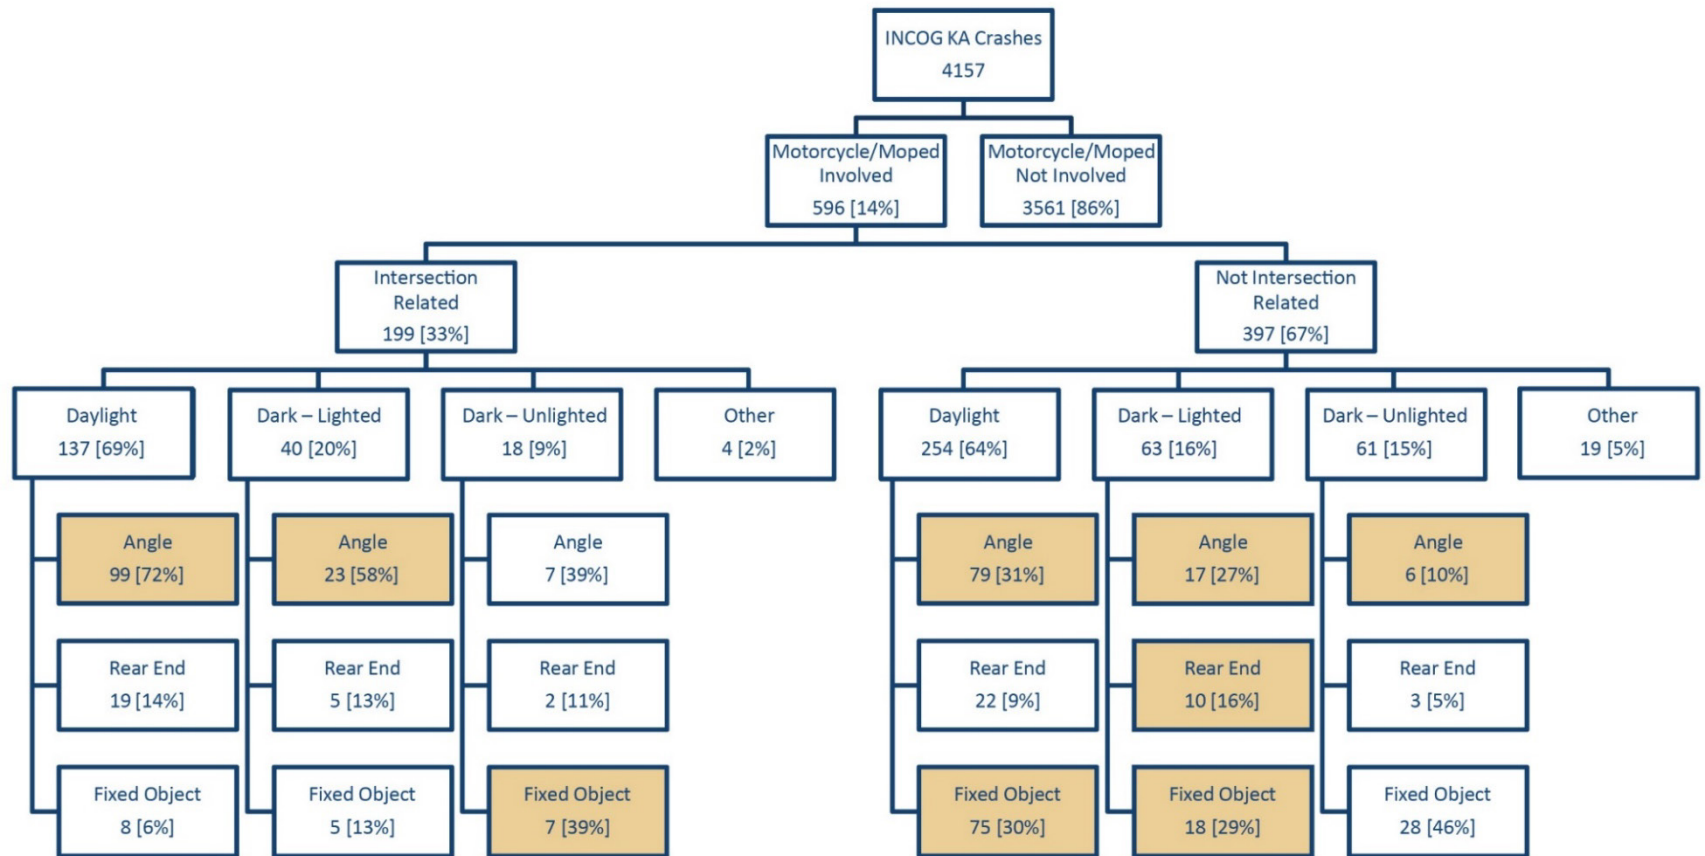 INCOG KA Crashes
4157
Motorcycle/Moped
Involved
596 [14%]
Motorcycle/Moped
Not Involved
3561 [86%]
Intersection
Related
199 [33%]
Not Intersection
Related
397 [67%]
Daylight
137 [69%]
Dark – Lighted
40 [20%]
Dark – Unlighted
18 [9%]
Other
4 [2%]
Daylight
254 [64%]
Dark – Lighted
63 [16%]
Dark – Unlighted
61 [15%]
Other
19 [5%]
Angle
99 [72%]
Angle
23 [58%]
Angle
7 [39%]
Angle
79 [31%]
Angle
17 [27%]
Angle
6 [10%]
Rear End
19 [14%]
Rear End
5 [13%]
Rear End
2 [11%]
Rear End
22 [9%]
Rear End
10 [16%]
Rear End
3 [5%]
Fixed Object
8 [6%]
Fixed Object
5 [13%]
Fixed Object
7 [39%]
Fixed Object
75 [30%]
Fixed Object
18 [29%]
Fixed Object
28 [46%]